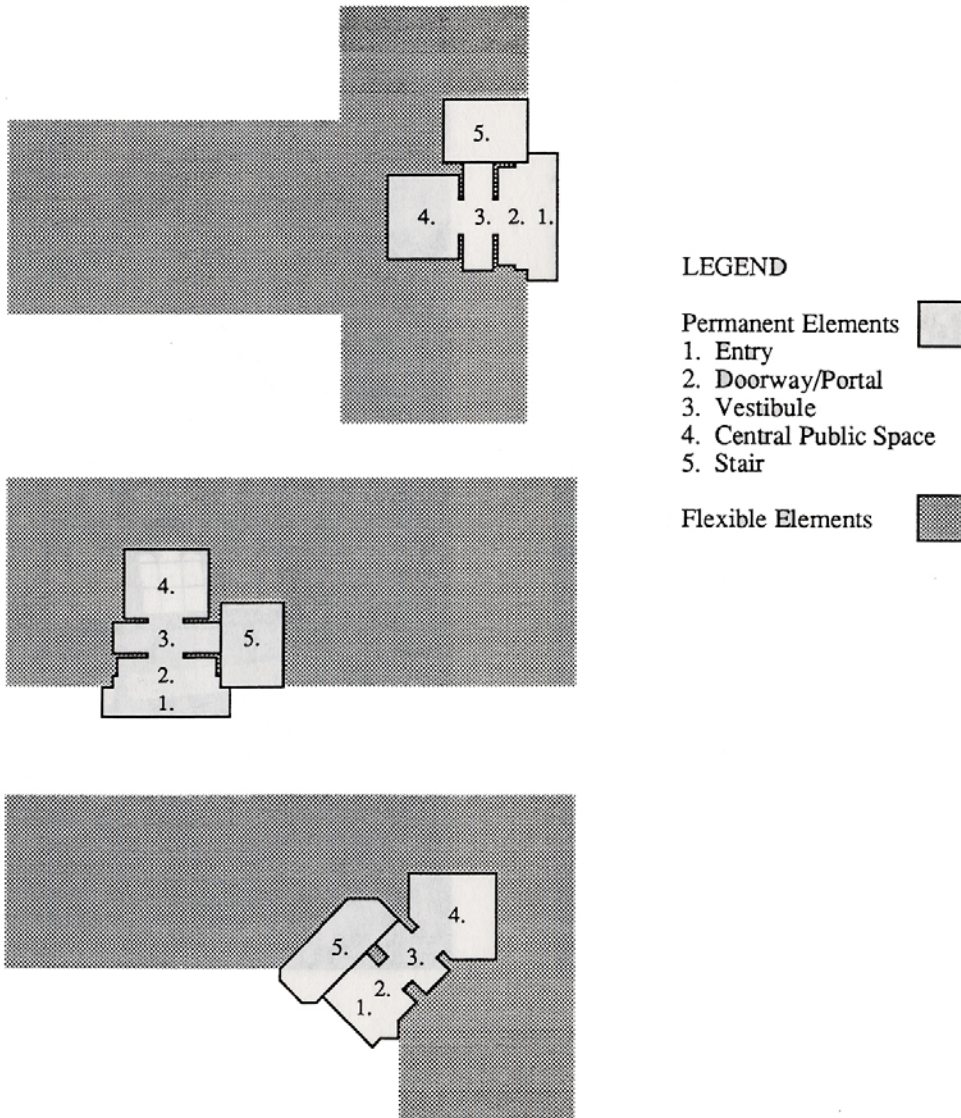 5.
4. 3. 2. 1.
LEGEND
Permanent Elements
1. Entry
2. Doorway/Portal
3. Vestibule
4. Central Public Space
5. Stair
Flexible Elements
4.
3. 5.
2.
1.
4.
5. 3.
2.
1.